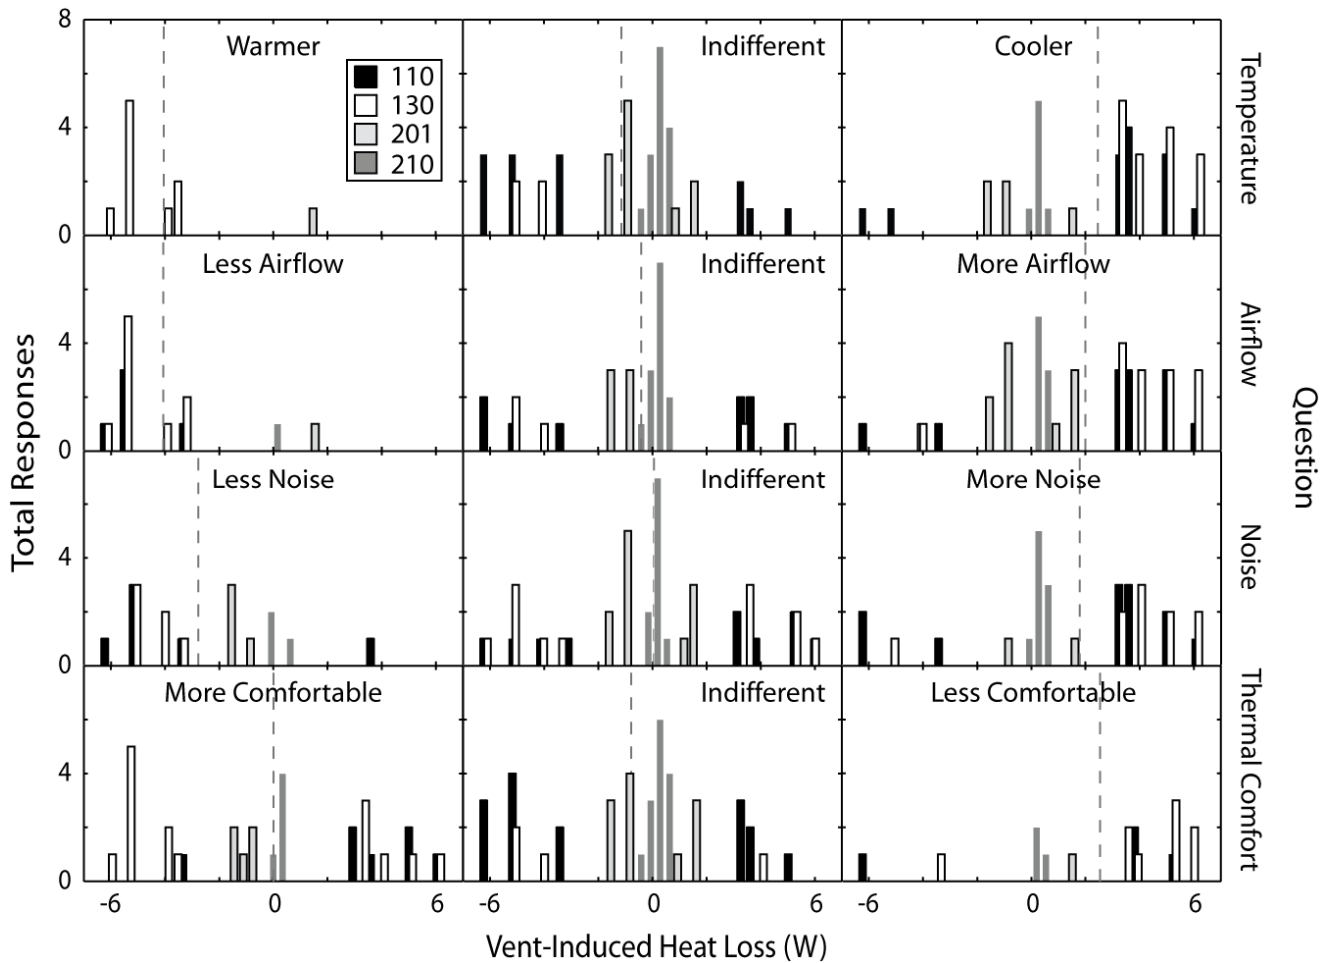 8
Warmer
Indifferent
Cooler
110
130
201
210
4
0
Temperature
Less Airflow
Indifferent
More Airflow
4
0
Airflow
Less Noise
Indifferent
More Noise
4
0
Noise
More Comfortable
Indifferent
Less Comfortable
4
0
Thermal Comfort
-6 0 6 -6 0 6 -6 0 6
Vent-Induced Heat Loss (W)
Total Responses
Question